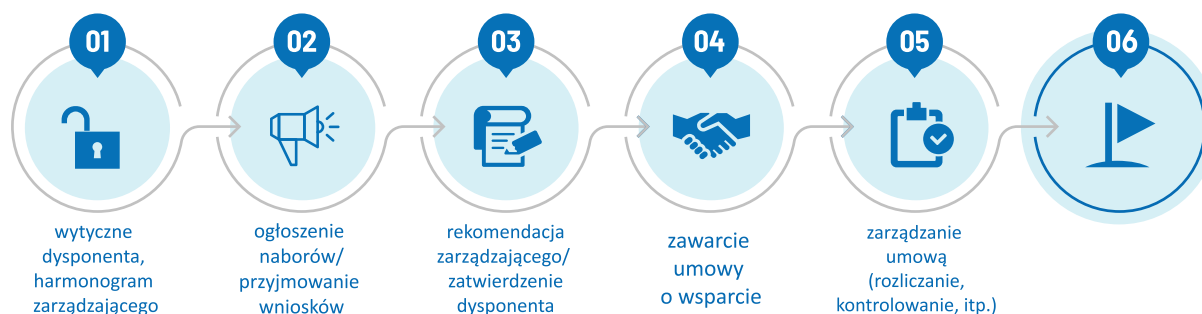 01
wytyczne
dysponenta,
harmonogram
zarządzającego
02
ogłoszenie
naborów/
przyjmowanie
wniosków
03
rekomendacja
zarządzającego/
zatwierdzenie
dysponenta
04
zawarcie
umowy
o wsparcie
05
zarządzanie
umową
(rozliczanie,
kontrolowanie, itp.)
06